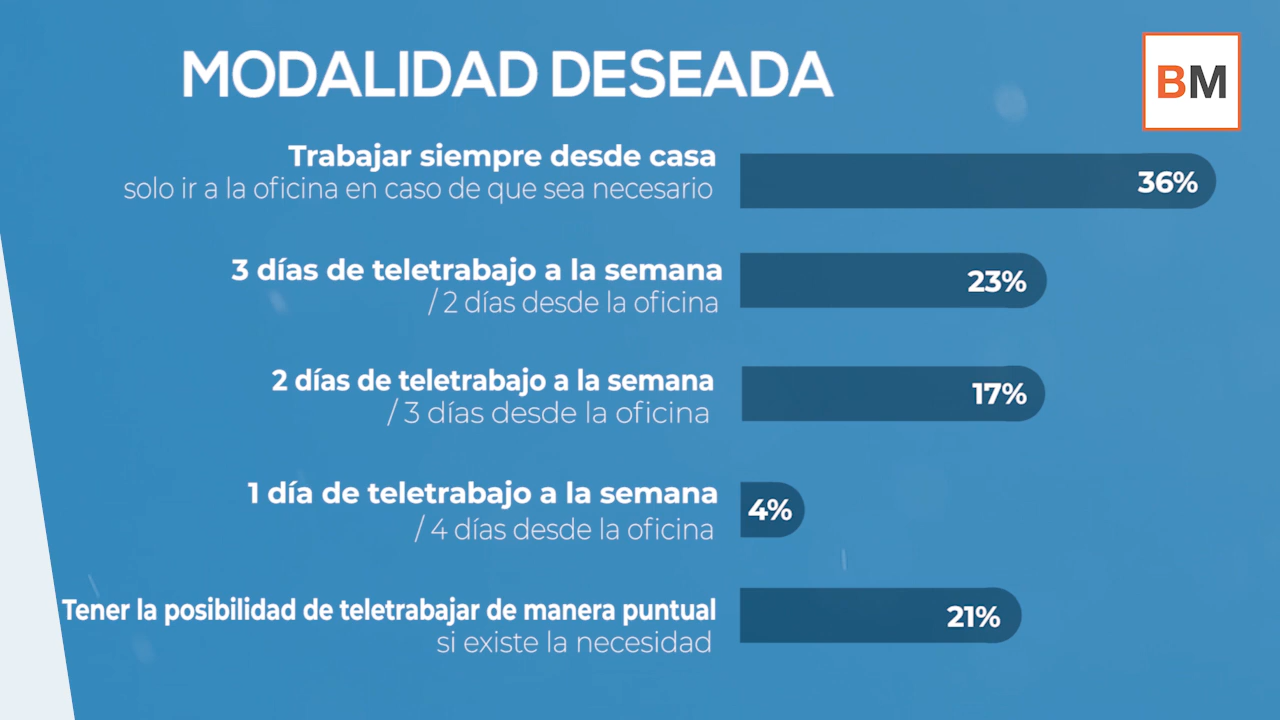 MODALIDAD DESEADA
BM
Trabajar siempre desde casa
solo ir a la oficina en caso de que sea necesario
36%
3 días de teletrabajo a la semana
/ 2 días desde la oficina
23%
2 días de teletrabajo a la semana
/ 3 días desde la oficina
17%
1 día de teletrabajo a la semana
/ 4 días desde la oficina
4%
Tener la posibilidad de teletrabajar de manera puntual
si existe la necesidad
21%